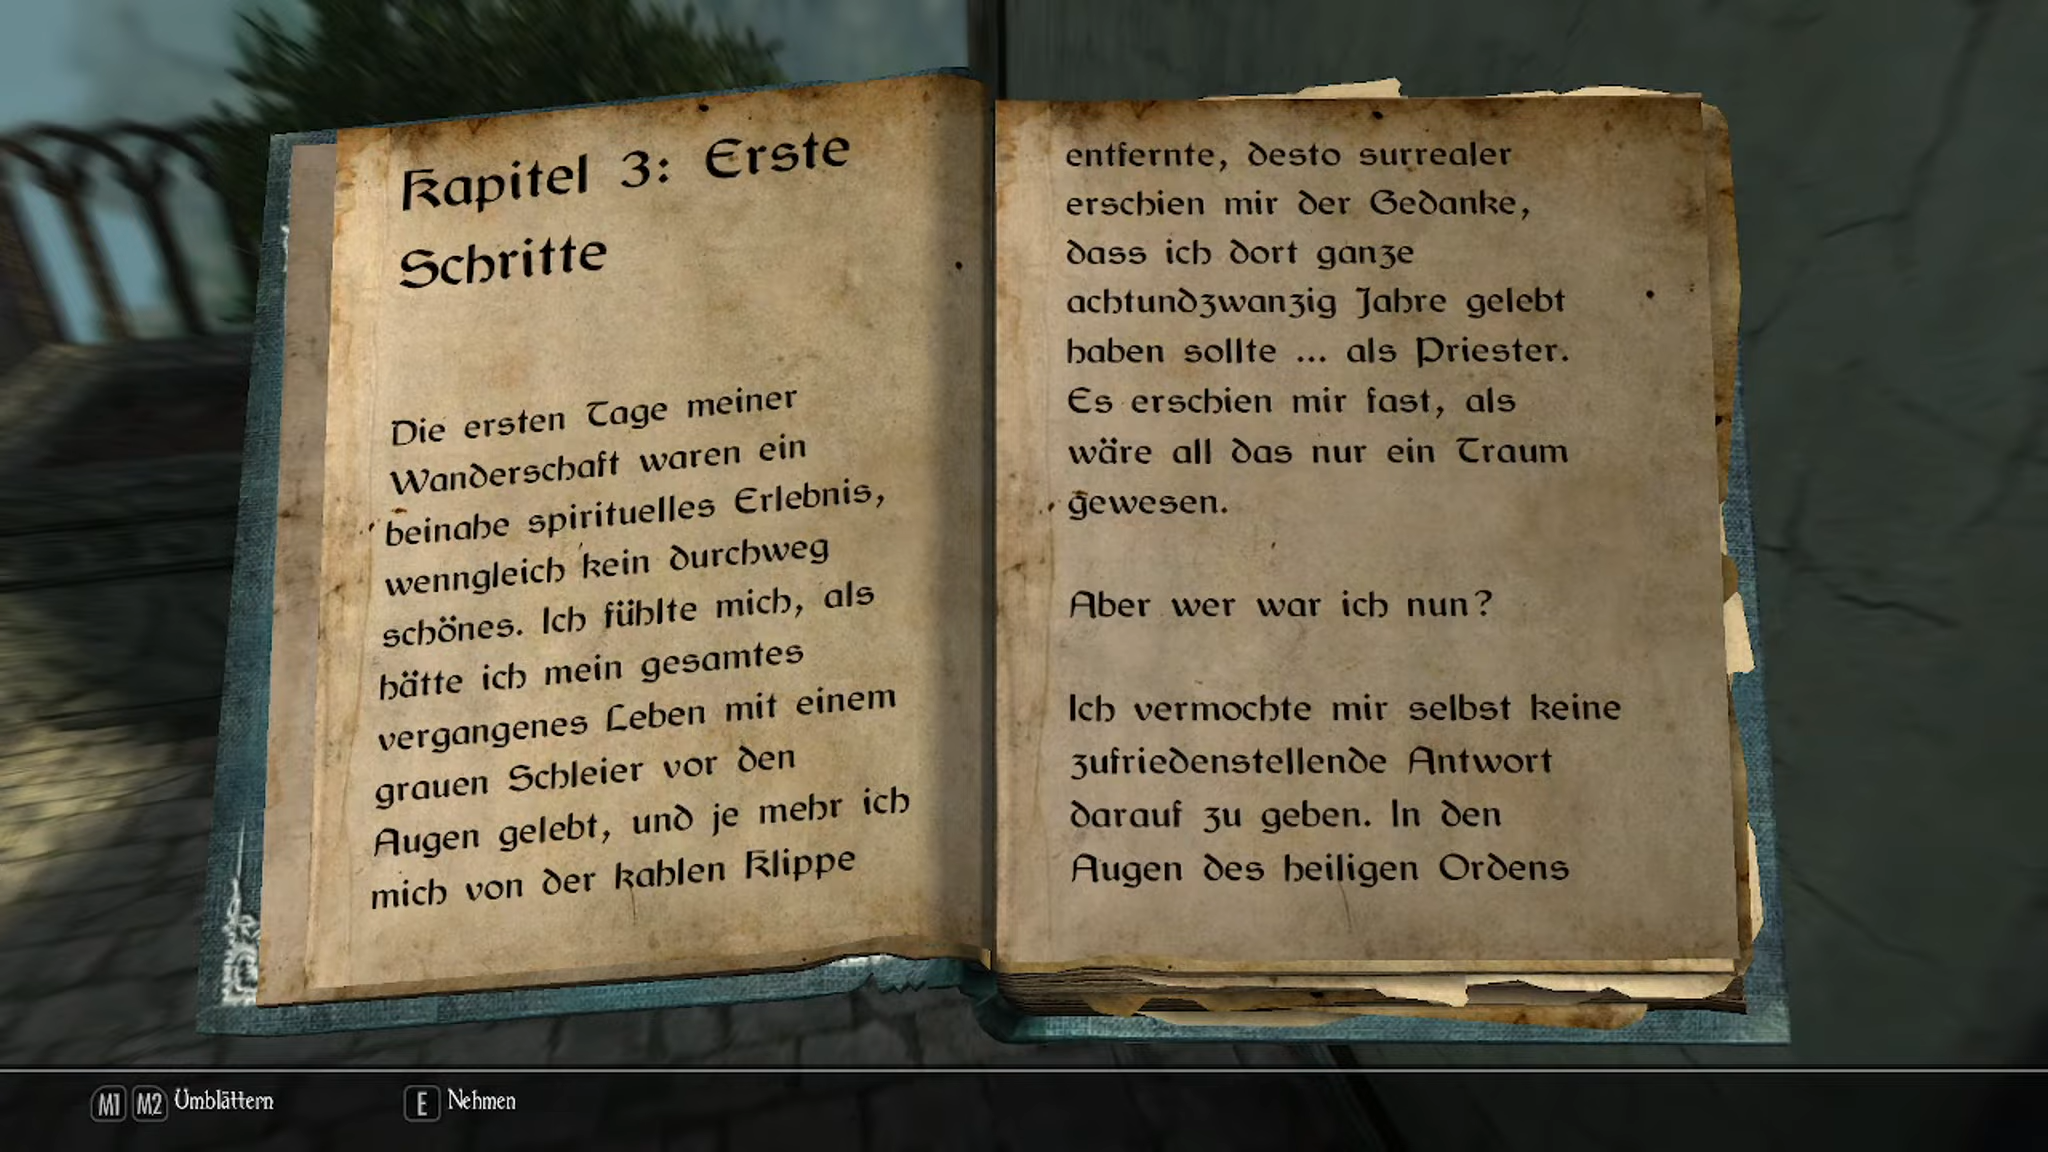 Kapitel 3: Erste
Schritte
Die ersten Tage meiner
Wanderschaft waren ein
beinahe spirituelles Erlebnis,
wenngleich kein durchweg
schönes. Ich fühlte mich, als
hätte ich mein gesamtes
vergangenes Leben mit einem
grauen Schleier vor den
Augen gelebt, und je mehr ich
mich von der kahlen Klippe
entfernte, desto surrealer
erschien mir der Gedanke,
dass ich dort ganze
achtundzwanzig Jahre gelebt
haben sollte ... als Priester.
Es erschien mir fast, als
wäre all das nur ein Traum
gewesen.
Aber wer war ich nun?
Ich vermochte mir selbst keine
zufriedenstellende Antwort
darauf zu geben. In den
Augen des heiligen Ordens
M1 M2 Umblättern E Nehmen